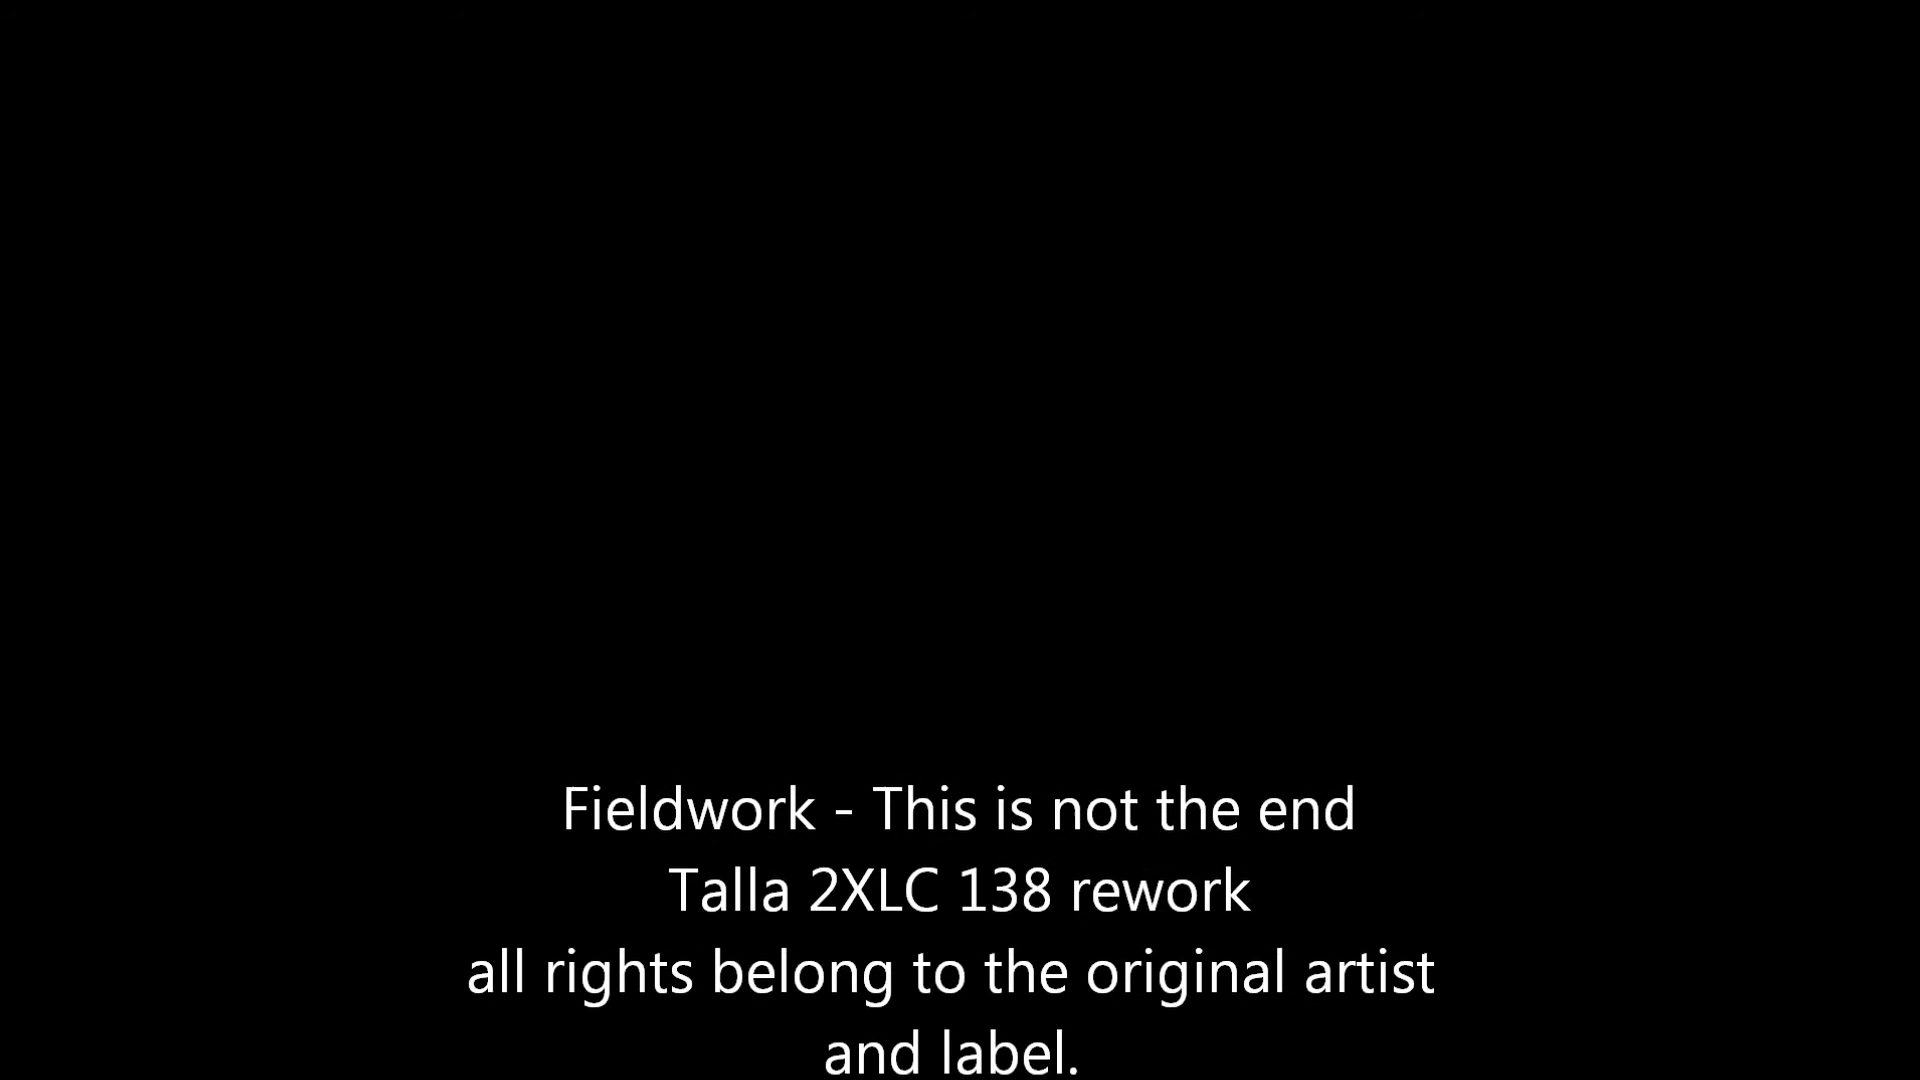 Fieldwork - This is not the end
Talla 2XLC 138 rework
all rights belong to the original artist
and label.